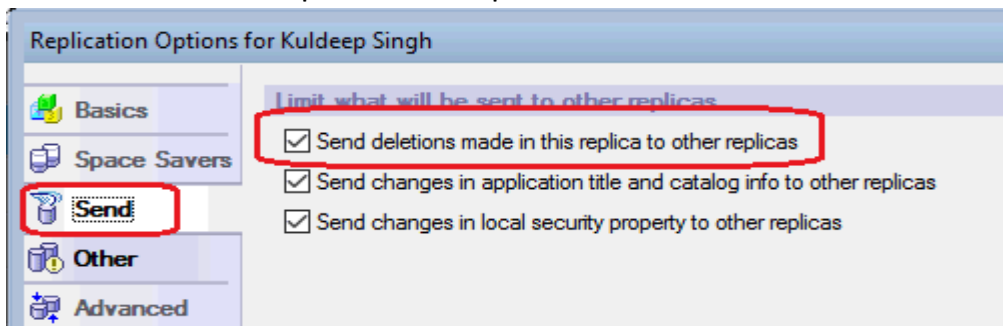 Replication Options for Kuldeep Singh
Basics
Space Savers
Send
Other
Advanced
Limit what will be sent to other replicas
Send deletions made in this replica to other replicas
Send changes in application title and catalog info to other replicas
Send changes in local security property to other replicas